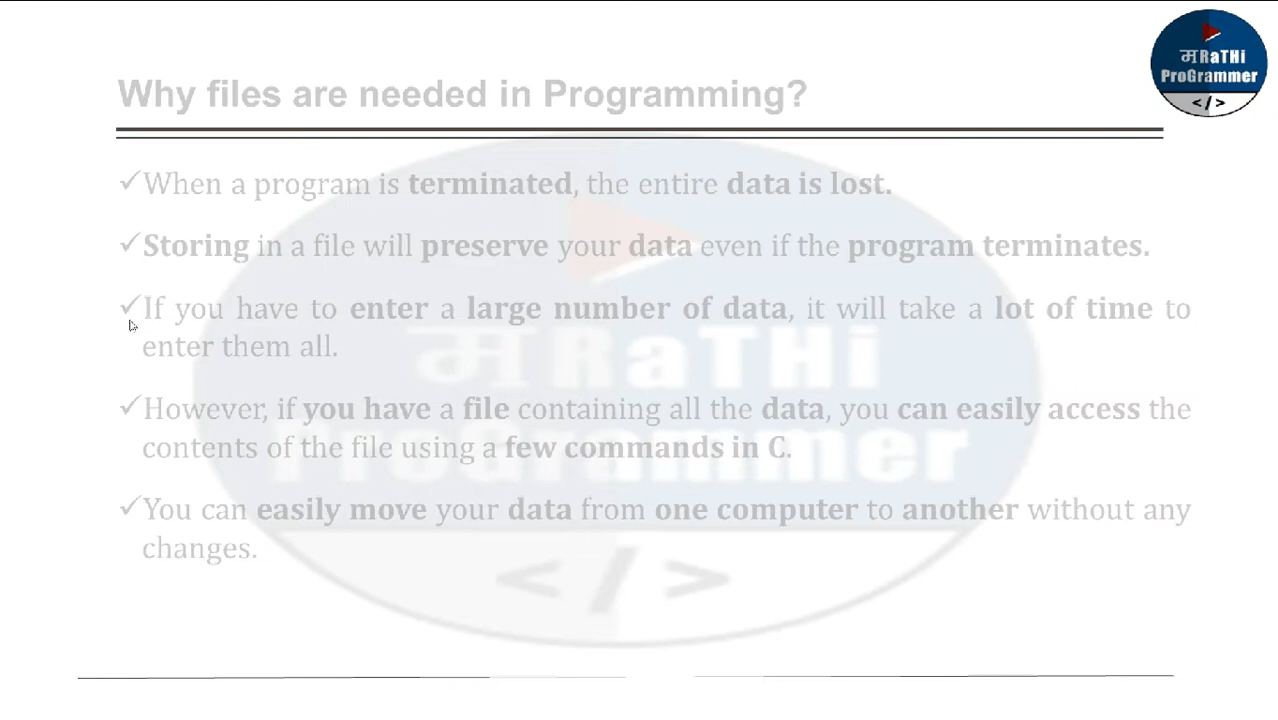 मRaTHi
ProGrammer
</>
Why files are needed in Programming?
✓When a program is terminated, the entire data is lost.
✓Storing in a file will preserve your data even if the program terminates.
✓If you have to enter a large number of data, it will take a lot of time to
enter them all.
✓However, if you have a file containing all the data, you can easily access the
contents of the file using a few commands in C.
✓You can easily move your data from one computer to another without any
changes.
मRaTHi
ProGrammer
</>